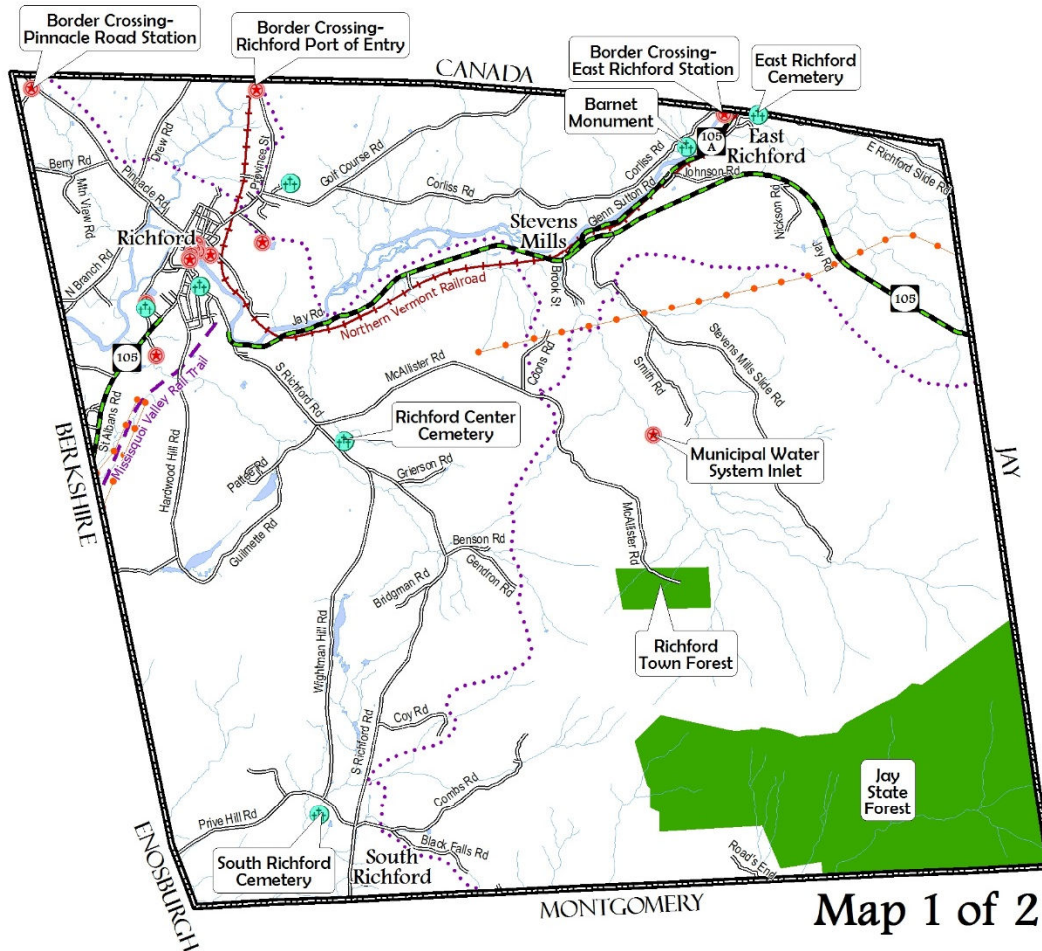 Border Crossing-
Pinnacle Road Station
Border Crossing-
Richford Port of Entry
CANADA
Border Crossing-
East Richford Station
East Richford
Cemetery
Barnet
Monument
105
A
East
Richford
E Richford Slide Rd
Berry Rd
Drew Rd
Mtn View Rd
Pinnacle Rd
N Province St
Golf Course Rd
Corliss Rd
Corliss Rd
Glenn Sutton Rd
Johnson Rd
Nickson Rd
Richford
Stevens
Mills
N Branch Rd
Jay Rd
Northern Vermont Railroad
Brook St
Jay Rd
105
105
S Richford Rd
McAllister Rd
Coons Rd
Smith Rd
Stevens Mills Slide Rd
St Albans Rd
Missisquoi Valley Rail Trail
BERKSHIRE
Hardwood Hill Rd
Richford Center
Cemetery
Municipal Water
System Inlet
JAY
Pattee Rd
Grierson Rd
Guilmette Rd
McAllister Rd
Benson Rd
Gendron Rd
Bridgman Rd
Richford
Town Forest
Wightman Hill Rd
S Richford Rd
Coy Rd
Combs Rd
Jay
State
Forest
Prive Hill Rd
Black Falls Rd
South Richford
Cemetery
South
Richford
Road's End
ENOSBURGH
MONTGOMERY
Map 1 of 2